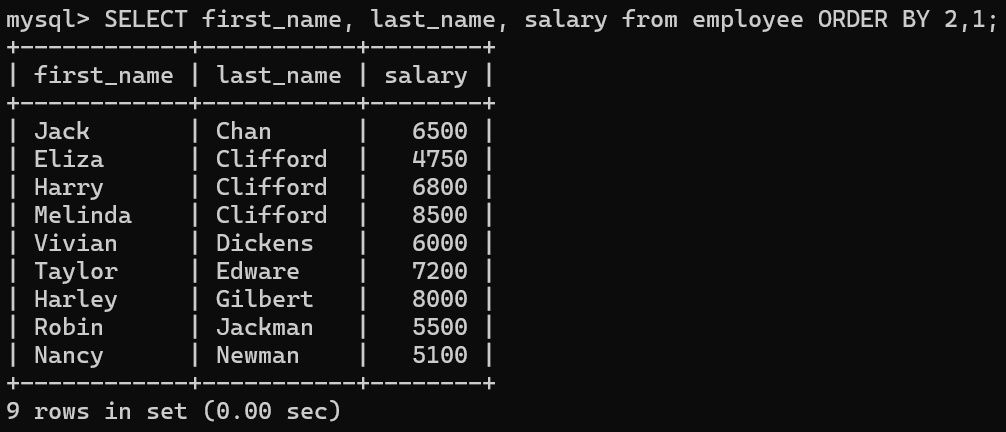 mysql> SELECT first_name, last_name, salary from employee ORDER BY 2,1;
+------------+-----------+--------+
| first_name | last_name | salary |
+------------+-----------+--------+
| Jack       | Chan      |   6500 |
| Eliza      | Clifford  |   4750 |
| Harry      | Clifford  |   6800 |
| Melinda    | Clifford  |   8500 |
| Vivian     | Dickens   |   6000 |
| Taylor     | Edware    |   7200 |
| Harley     | Gilbert   |   8000 |
| Robin      | Jackman   |   5500 |
| Nancy      | Newman    |   5100 |
+------------+-----------+--------+
9 rows in set (0.00 sec)